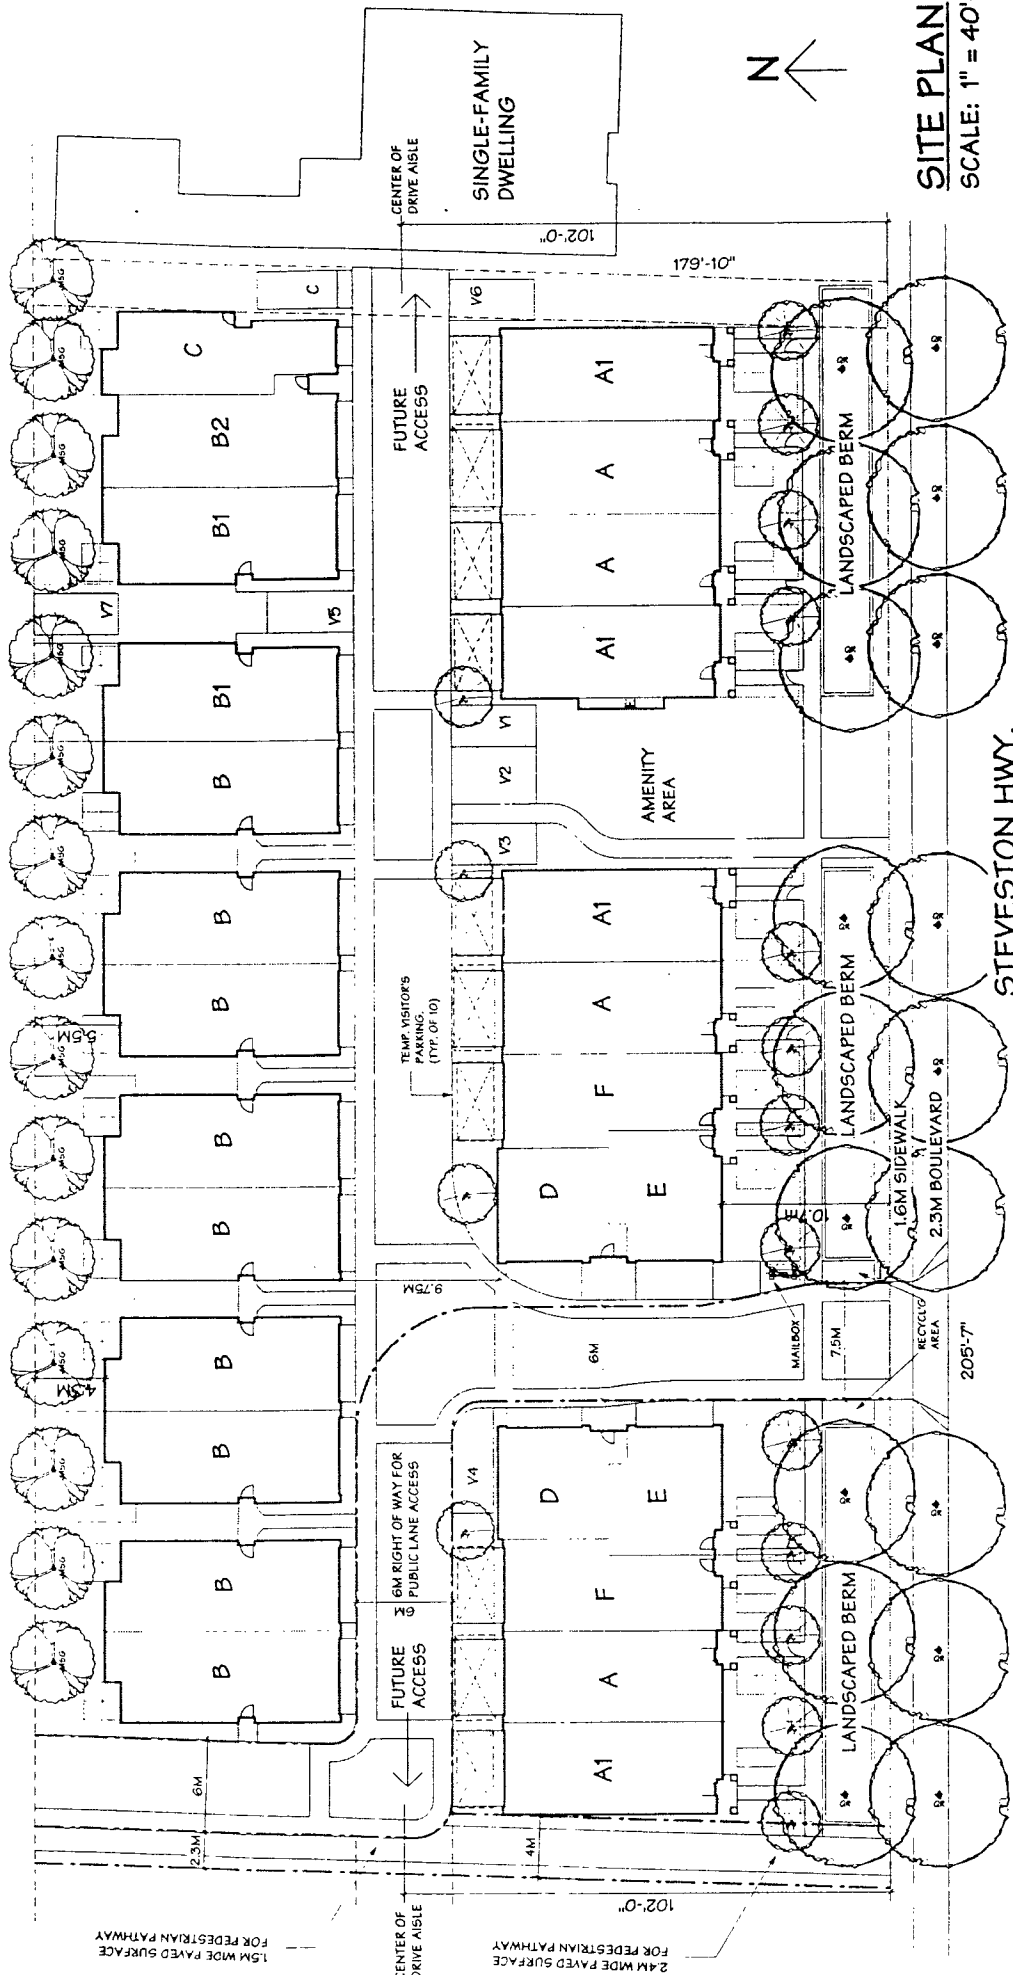 SITE PLAN
SCALE: 1" = 40'
N
SINGLE-FAMILY
DWELLING
CENTER OF
DRIVE AISLE
102'-0"
179'-10"
C
C
B2
B1
V7
V5
B1
B
B
B
B
B
B
B
B
B
5.5M
FUTURE
ACCESS
V6
A1
A
A
A1
V1
V2
V3
AMENITY
AREA
TEMP. VISITOR'S
PARKING.
(TYP. OF 10)
A1
A
F
D
E
9.75M
6M
MAILBOX
7.5M
RECYCL'G
AREA
205'-7"
10.7M
1.6M SIDEWALK
2.3M BOULEVARD
STEVESTON HWY.
LANDSCAPED BERM
LANDSCAPED BERM
LANDSCAPED BERM
V4
D
E
F
A
A1
6M RIGHT OF WAY FOR
PUBLIC LANE ACCESS
6M
FUTURE
ACCESS
6M
2.3M
4M
102'-0"
CENTER OF
DRIVE AISLE
1.5M WIDE PAVED SURFACE
FOR PEDESTRIAN PATHWAY
2.4M WIDE PAVED SURFACE
FOR PEDESTRIAN PATHWAY